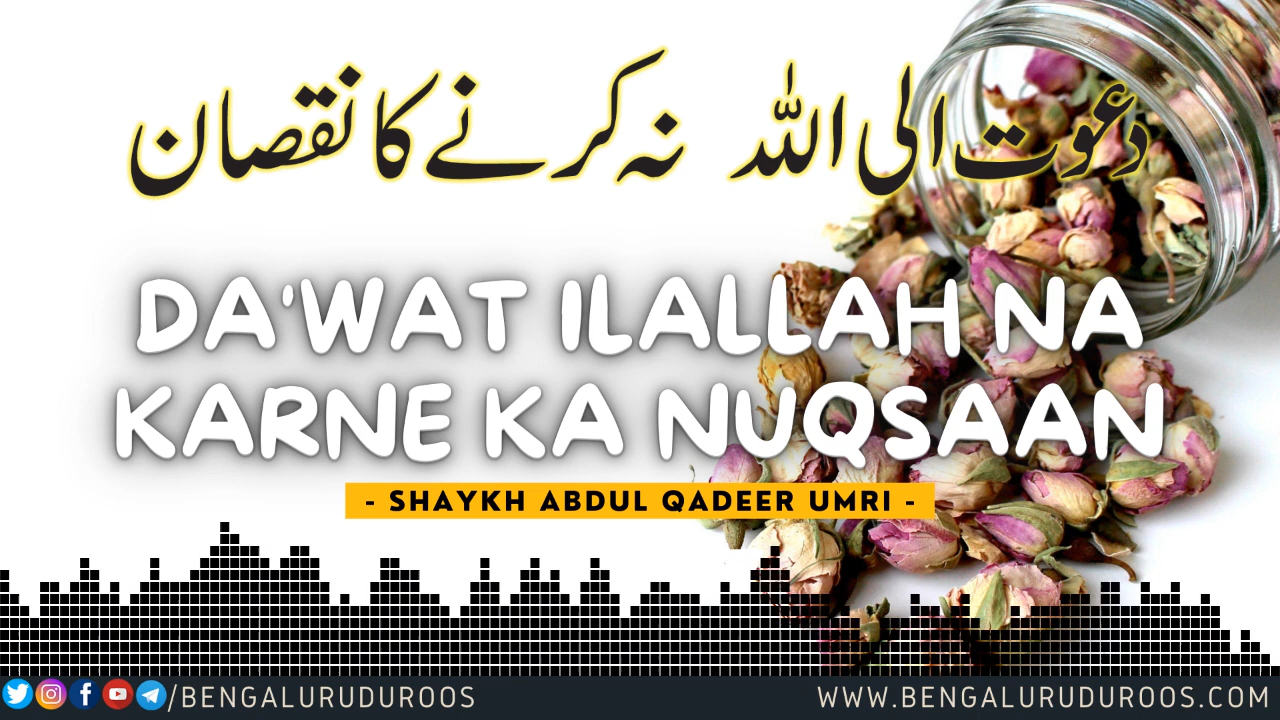 دعوت الی اللہ نہ کرنے کا نقصان
DA'WAT ILALLAH NA
KARNE KA NUQSAAN
- SHAYKH ABDUL QADEER UMRI -
/BENGALURUDUROOS
WWW.BENGALURUDUROOS.COM